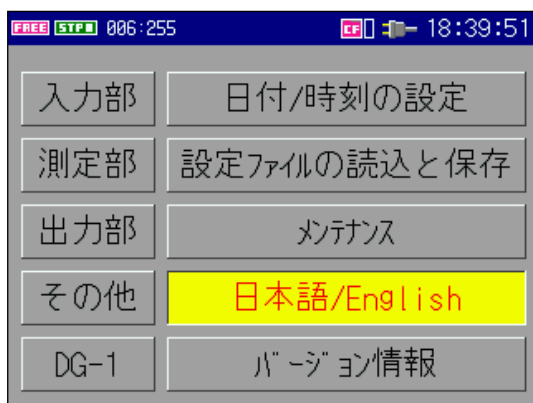 FREE STP 006:255 CF 18:39:51
入力部 日付/時刻の設定
測定部 設定ファイルの読込と保存
出力部 メンテナンス
その他 日本語/English
DG-1 バージョン情報